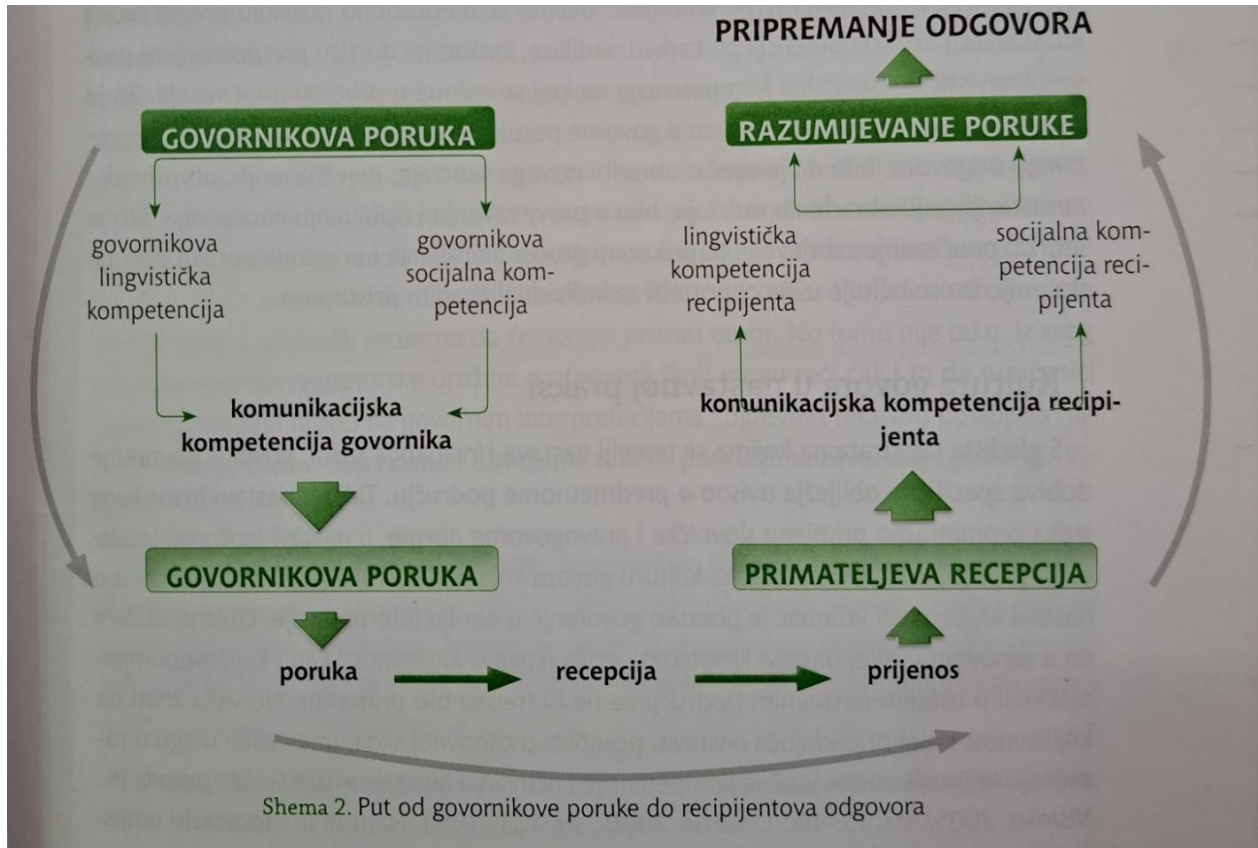 PRIPREMANJE ODGOVORA
GOVORNIKOVA PORUKA
RAZUMIJEVANJE PORUKE
govornikova
lingvistička
kompetencija
govornikova
socijalna kom-
petencija
lingvistička
kompetencija
recipijenta
socijalna kom-
petencija reci-
pijenta
komunikacijska
kompetencija govornika
komunikacijska kompetencija recipi-
jenta
GOVORNIKOVA PORUKA
PRIMATELJEVA RECEPCIJA
poruka
recepcija
prijenos
Shema 2. Put od govornikove poruke do recipijentova odgovora